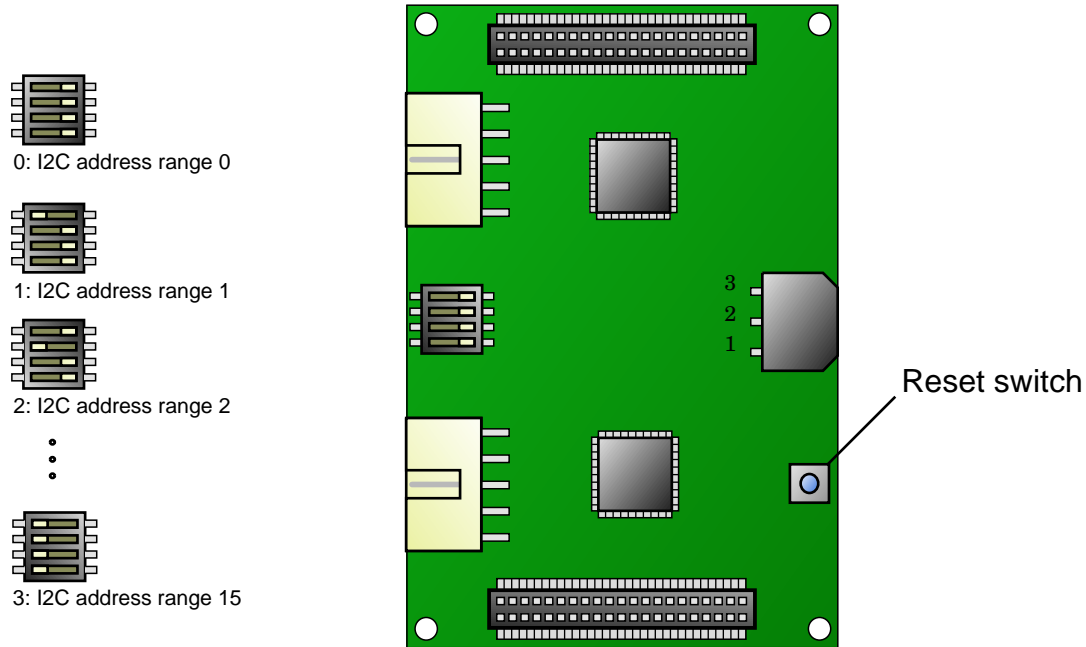 0: I2C address range 0
1: I2C address range 1
2: I2C address range 2
3: I2C address range 15
3
2
1
Reset switch